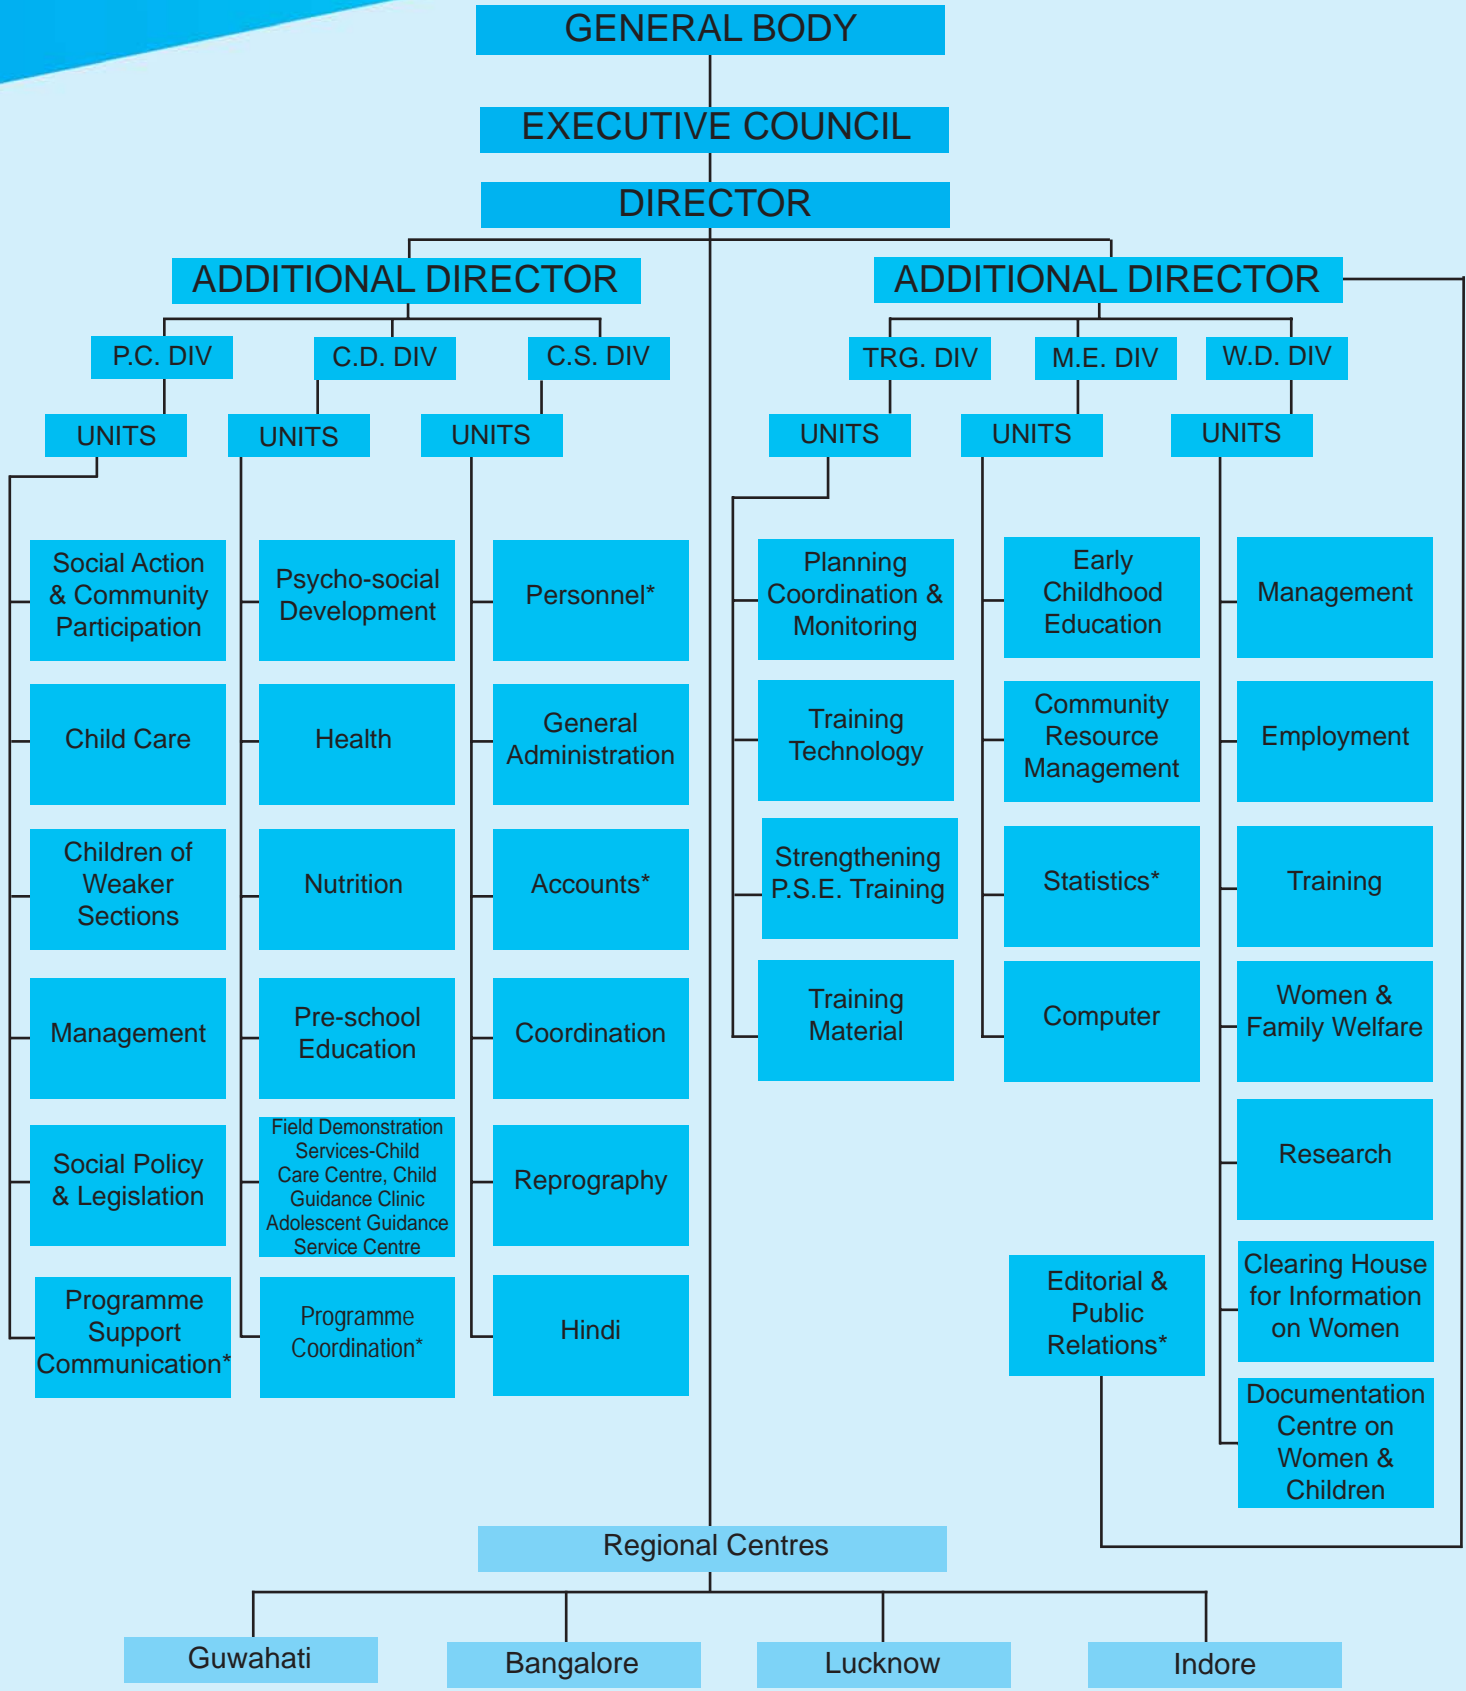 GENERAL BODY
EXECUTIVE COUNCIL
DIRECTOR
ADDITIONAL DIRECTOR
ADDITIONAL DIRECTOR
P.C. DIV
C.D. DIV
C.S. DIV
TRG. DIV
M.E. DIV
W.D. DIV
UNITS
UNITS
UNITS
UNITS
UNITS
UNITS
Social Action
& Community
Participation
Child Care
Children of
Weaker
Sections
Management
Social Policy
& Legislation
Programme
Support
Communication*
Psycho-social
Development
Health
Nutrition
Pre-school
Education
Field Demonstration
Services-Child
Care Centre, Child
Guidance Clinic
Adolescent Guidance
Service Centre
Programme
Coordination*
Personnel*
General
Administration
Accounts*
Coordination
Reprography
Hindi
Planning
Coordination &
Monitoring
Training
Technology
Strengthening
P.S.E. Training
Training
Material
Early
Childhood
Education
Community
Resource
Management
Statistics*
Computer
Editorial &
Public
Relations*
Management
Employment
Training
Women &
Family Welfare
Research
Clearing House
for Information
on Women
Documentation
Centre on
Women &
Children
Regional Centres
Guwahati
Bangalore
Lucknow
Indore